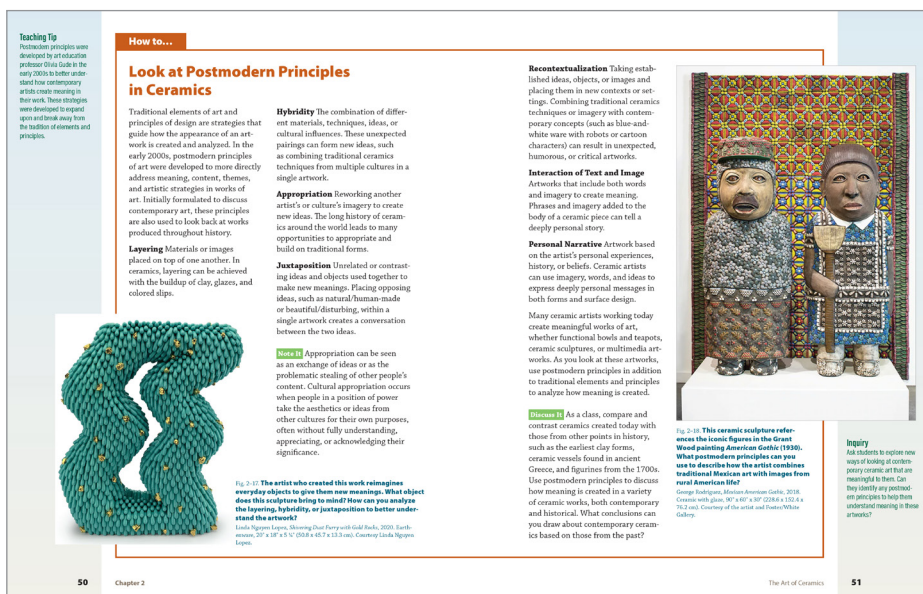 Teaching Tip
Postmodern principles were
developed by art education
professor Olivia Gude in the
early 2000s to better under-
stand how contemporary
artists create meaning in
their work. These strategies
were developed to expand
upon and break away from
the tradition of elements and
principles.
How to…
Look at Postmodern Principles
in Ceramics
Traditional elements of art and
principles of design are strategies that
guide how the appearance of an art-
work is created and analyzed. In the
early 2000s, postmodern principles
of art were developed to more directly
address meaning, content, themes,
and artistic strategies in works of
art. Initially formulated to discuss
contemporary art, these principles
are also used to look back at works
produced throughout history.
Layering Materials or images
placed on top of one another. In
ceramics, layering can be achieved
with the buildup of clay, glazes, and
colored slips.
Hybridity The combination of differ-
ent materials, techniques, ideas, or
cultural influences. These unexpected
pairings can form new ideas, such
as combining traditional ceramics
techniques from multiple cultures in a
single artwork.
Appropriation Reworking another
artist's or culture's imagery to create
new ideas. The long history of ceram-
ics around the world leads to many
opportunities to appropriate and
build on traditional forms.
Juxtaposition Unrelated or contrast-
ing ideas and objects used together to
make new meanings. Placing opposing
ideas, such as natural/human-made
or beautiful/disturbing, within a
single artwork creates a conversation
between the two ideas.
Note It Appropriation can be seen
as an exchange of ideas or as the
problematic stealing of other people's
content. Cultural appropriation occurs
when people in a position of power
take the aesthetics or ideas from
other cultures for their own purposes,
often without fully understanding,
appreciating, or acknowledging their
significance.
Fig. 2–17. The artist who created this work reimagines
everyday objects to give them new meanings. What object
does this sculpture bring to mind? How can you analyze
the layering, hybridity, or juxtaposition to better under-
stand the artwork?
Linda Nguyen Lopez, Shivering Dust Furry with Gold Rocks, 2020. Earth-
enware, 20" x 18" x 5 ¼" (50.8 x 45.7 x 13.3 cm). Courtesy Linda Nguyen
Lopez.
50
Chapter 2
Recontextualization Taking estab-
lished ideas, objects, or images and
placing them in new contexts or set-
tings. Combining traditional ceramics
techniques or imagery with contem-
porary concepts (such as blue-and-
white ware with robots or cartoon
characters) can result in unexpected,
humorous, or critical artworks.
Interaction of Text and Image
Artworks that include both words
and imagery to create meaning.
Phrases and imagery added to the
body of a ceramic piece can tell a
deeply personal story.
Personal Narrative Artwork based
on the artist's personal experiences,
history, or beliefs. Ceramic artists
can use imagery, words, and ideas to
express deeply personal messages in
both forms and surface design.
Many ceramic artists working today
create meaningful works of art,
whether functional bowls and teapots,
ceramic sculptures, or multimedia art-
works. As you look at these artworks,
use postmodern principles in addition
to traditional elements and principles
to analyze how meaning is created.
Discuss It As a class, compare and
contrast ceramics created today with
those from other points in history,
such as the earliest clay forms,
ceramic vessels found in ancient
Greece, and figurines from the 1700s.
Use postmodern principles to discuss
how meaning is created in a variety
of ceramic works, both contemporary
and historical. What conclusions can
you draw about contemporary ceram-
ics based on those from the past?
Fig. 2–18. This ceramic sculpture refer-
ences the iconic figures in the Grant
Wood painting American Gothic (1930).
What postmodern principles can you
use to describe how the artist combines
traditional Mexican art with images from
rural American life?
George Rodriguez, Mexican American Gothic, 2018.
Ceramic with glaze, 90" x 60" x 30" (228.6 x 152.4 x
76.2 cm). Courtesy of the artist and Foster/White
Gallery.
Inquiry
Ask students to explore new
ways of looking at contem-
porary ceramic art that are
meaningful to them. Can
they identify any postmod-
ern principles to help them
understand meaning in these
artworks?
The Art of Ceramics
51